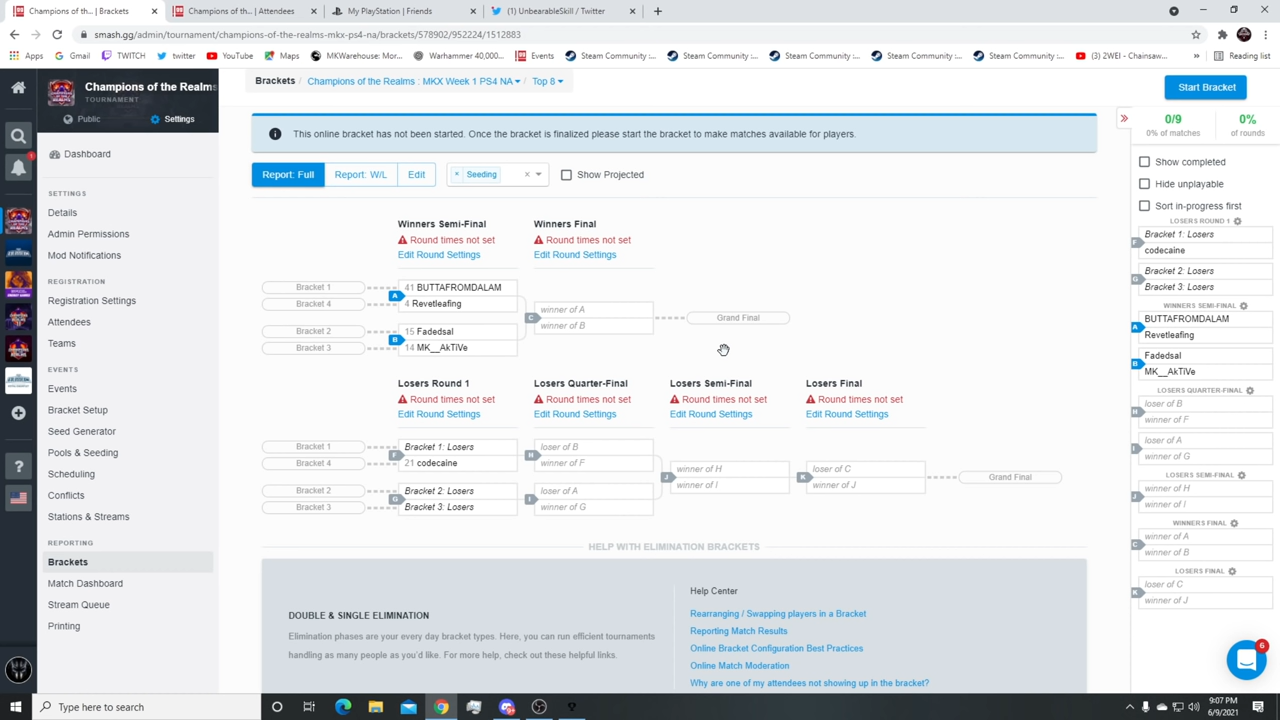 Champions of the... | Brackets
Champions of the... | Attendees
My PlayStation | Friends
(1) UnbearableSkill / Twitter
smash.gg/admin/tournament/champions-of-the-realms-mkx-ps4-na/brackets/578902/952224/1512883
Apps
Gmail
TWITCH
twitter
YouTube
Maps
MKWarehouse: Mor...
Warhammer 40,000...
Events
Steam Community :...
Steam Community :...
Steam Community :...
Steam Community :...
Steam Community :...
(3) 2WEI - Chainsaw...
Reading list
Champions of the Realms
TOURNAMENT
Public
Settings
Dashboard
SETTINGS
Details
Admin Permissions
Mod Notifications
REGISTRATION
Registration Settings
Attendees
Teams
EVENTS
Events
Bracket Setup
Seed Generator
Pools & Seeding
Scheduling
Conflicts
Stations & Streams
REPORTING
Brackets
Match Dashboard
Stream Queue
Printing
Brackets
Champions of the Realms : MKX Week 1 PS4 NA
Top 8
Start Bracket
This online bracket has not been started. Once the bracket is finalized please start the bracket to make matches available for players.
Report: Full
Report: W/L
Edit
× Seeding
×
Show Projected
Winners Semi-Final
Winners Final
Round times not set
Round times not set
Edit Round Settings
Edit Round Settings
Bracket 1
41 BUTTAFROMDALAM
A
Bracket 4
4 Revetleafing
winner of A
C
Grand Final
winner of B
Bracket 2
15 Fadedsal
B
Bracket 3
14 MK__AkTiVe
Losers Round 1
Losers Quarter-Final
Losers Semi-Final
Losers Final
Round times not set
Round times not set
Round times not set
Round times not set
Edit Round Settings
Edit Round Settings
Edit Round Settings
Edit Round Settings
Bracket 1
Bracket 1: Losers
loser of B
F
H
Bracket 4
21 codecaine
winner of F
winner of H
loser of C
J
K
Grand Final
winner of I
winner of J
Bracket 2
Bracket 2: Losers
loser of A
G
I
Bracket 3
Bracket 3: Losers
winner of G
HELP WITH ELIMINATION BRACKETS
DOUBLE & SINGLE ELIMINATION
Elimination phases are your every day bracket types. Here, you can run efficient tournaments
handling as many people as you'd like. For more help, check out these helpful links.
Help Center
Rearranging / Swapping players in a Bracket
Reporting Match Results
Online Bracket Configuration Best Practices
Online Match Moderation
Why are one of my attendees not showing up in the bracket?
0/9
0% of matches
0%
of rounds
Show completed
Hide unplayable
Sort in-progress first
LOSERS ROUND 1
Bracket 1: Losers
F
codecaine
Bracket 2: Losers
G
Bracket 3: Losers
WINNERS SEMI-FINAL
BUTTAFROMDALAM
A
Revetleafing
Fadedsal
B
MK__AkTiVe
LOSERS QUARTER-FINAL
loser of B
H
winner of F
loser of A
I
winner of G
LOSERS SEMI-FINAL
winner of H
J
winner of I
WINNERS FINAL
winner of A
C
winner of B
LOSERS FINAL
loser of C
K
winner of J
6
Type here to search
9:07 PM
6/9/2021